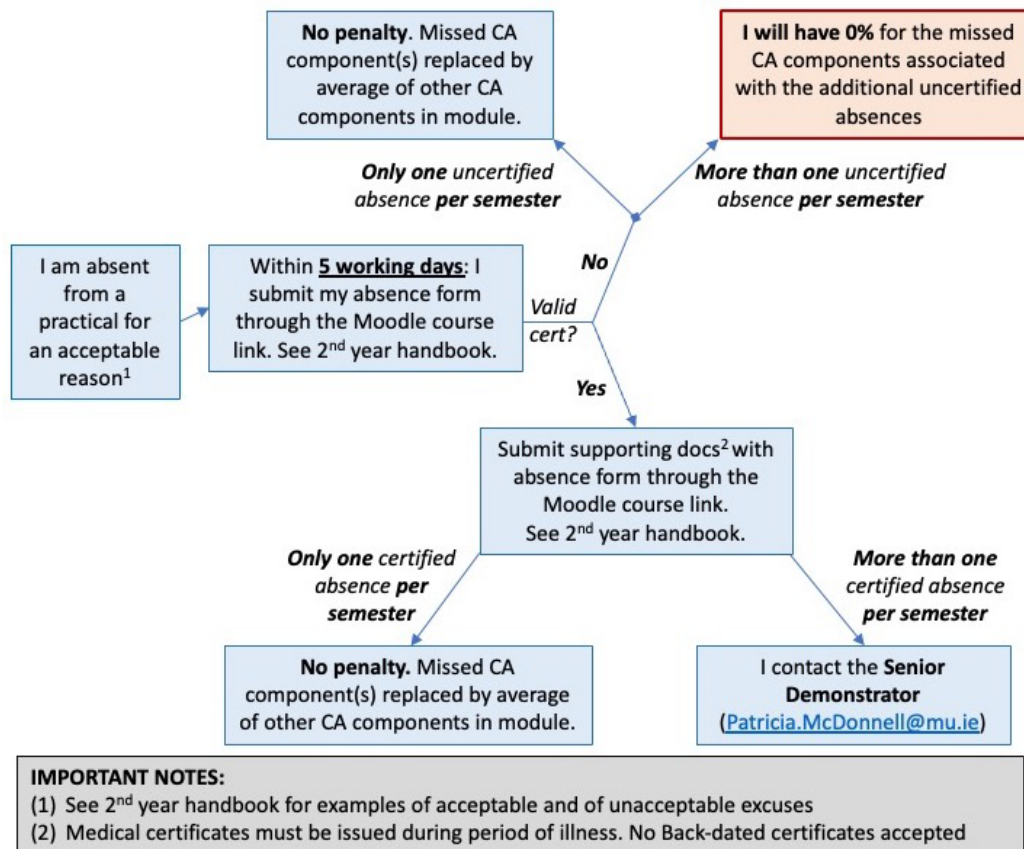 No penalty. Missed CA
component(s) replaced by
average of other CA
components in module.
I will have 0% for the missed
CA components associated
with the additional uncertified
absences
Only one uncertified
absence per semester
More than one uncertified
absence per semester
I am absent
from a
practical for
an acceptable
reason1
Within 5 working days: I
submit my absence form
through the Moodle course
link. See 2nd year handbook.
Valid
cert?
No
Yes
Submit supporting docs2 with
absence form through the
Moodle course link.
See 2nd year handbook.
Only one certified
absence per
semester
More than one
certified absence
per semester
No penalty. Missed CA
component(s) replaced by average
of other CA components in module.
I contact the Senior
Demonstrator
(Patricia.McDonnell@mu.ie)
IMPORTANT NOTES:
(1) See 2nd year handbook for examples of acceptable and of unacceptable excuses
(2) Medical certificates must be issued during period of illness. No Back-dated certificates accepted